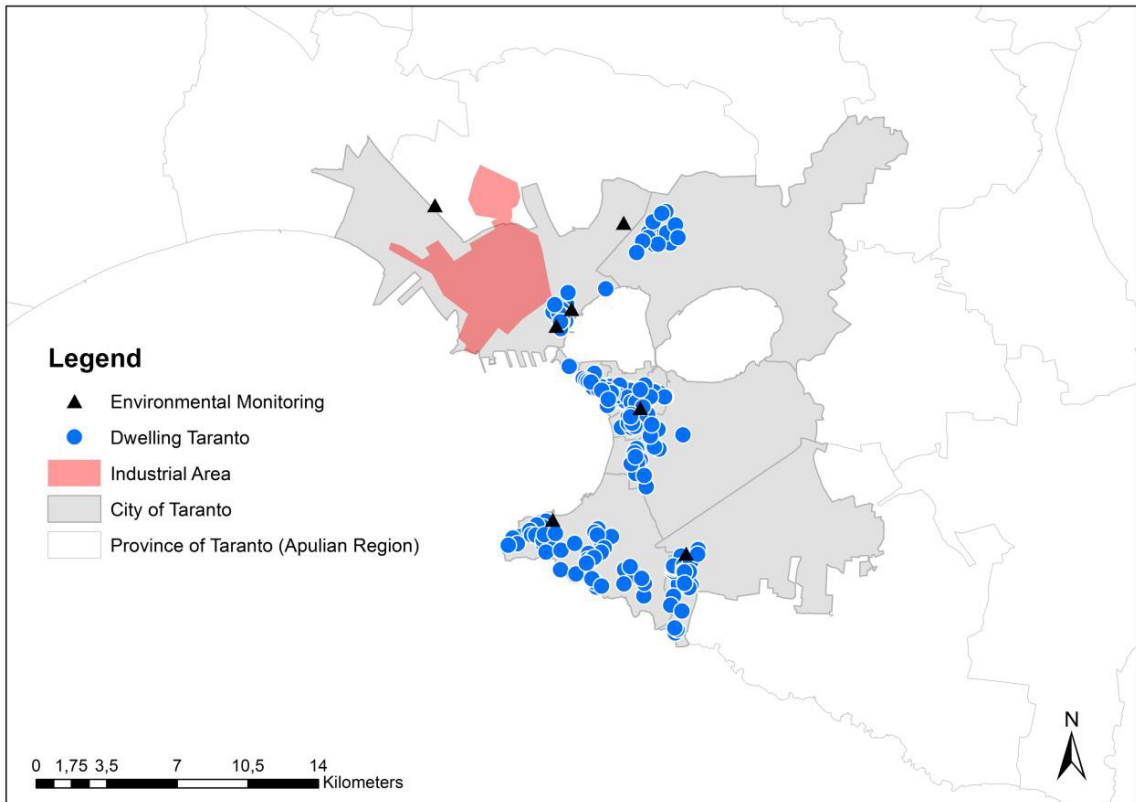 Legend
Environmental Monitoring
Dwelling Taranto
Industrial Area
City of Taranto
Province of Taranto (Apulian Region)
N
0 1,75 3,5 7 10,5 14
Kilometers